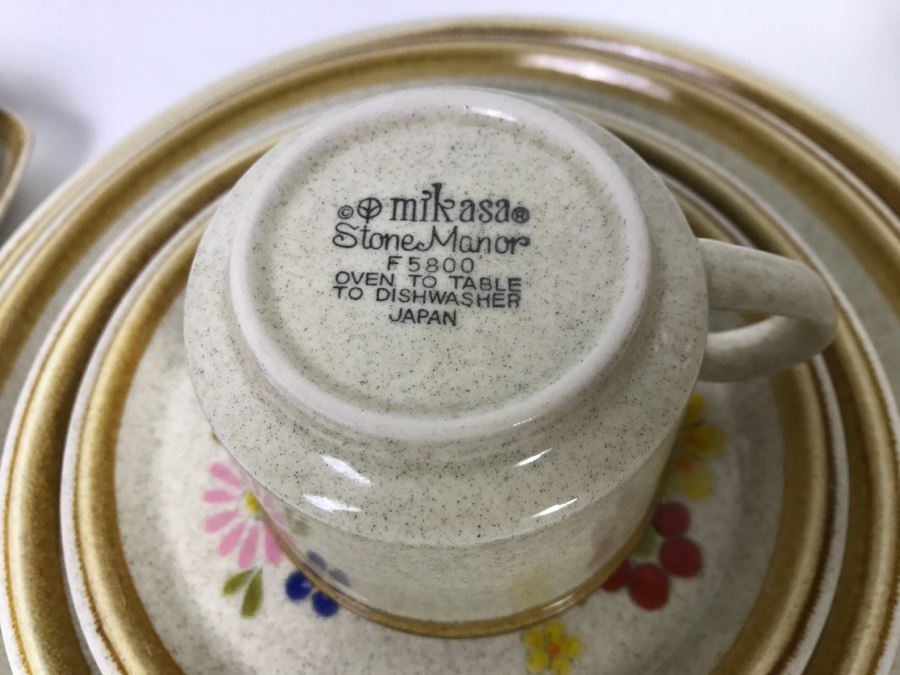 © mikasa®
Stone Manor
F5800
OVEN TO TABLE
TO DISHWASHER
JAPAN